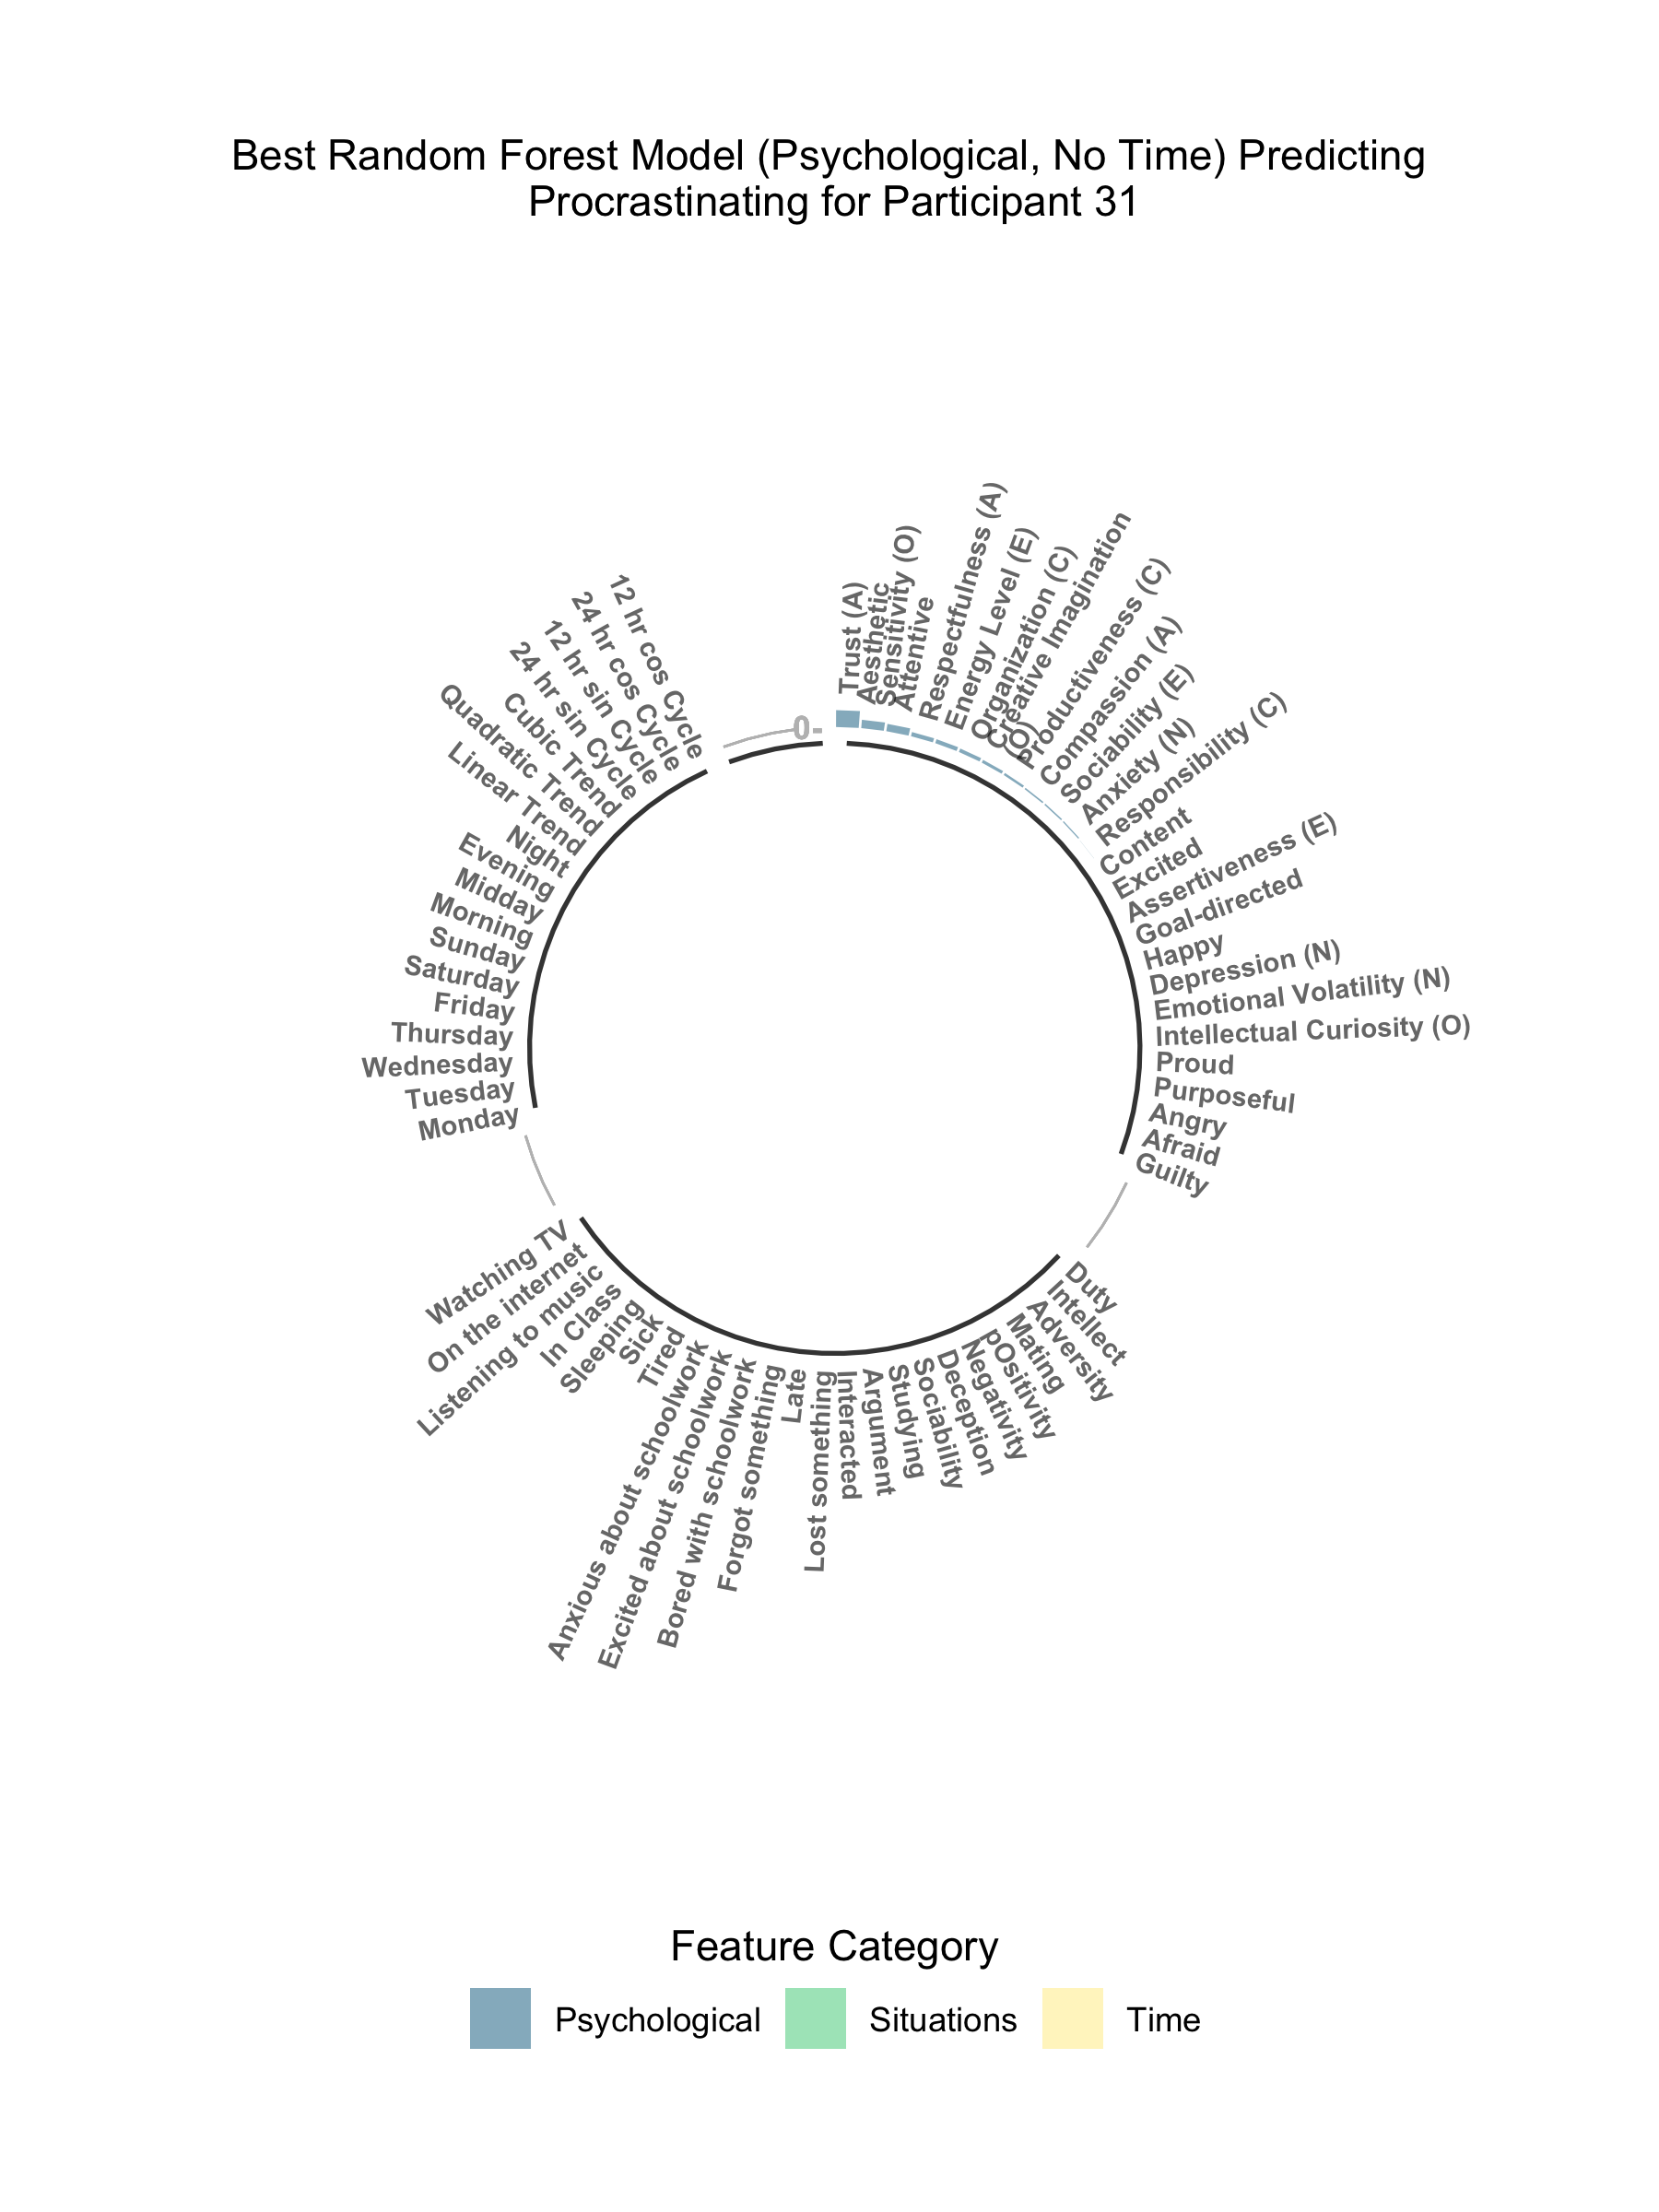 Best Random Forest Model (Psychological, No Time) Predicting
Procrastinating for Participant 31
0-
Trust (A)
Aesthetic
Sensitivity (O)
Attentive
Respectfulness (A)
Energy Level (E)
Organization (C)
Creative Imagination
(O)
Productiveness (C)
Compassion (A)
Sociability (E)
Anxiety (N)
Responsibility (C)
Content
Excited
Assertiveness (E)
Goal-directed
Happy
Depression (N)
Emotional Volatility (N)
Intellectual Curiosity (O)
Proud
Purposeful
Angry
Afraid
Guilty
Duty
Intellect
Adversity
Mating
pOsitivity
Negativity
Deception
Sociability
Studying
Argument
Interacted
Lost something
Late
Forgot something
Bored with schoolwork
Excited about schoolwork
Anxious about schoolwork
Tired
Sick
Sleeping
In Class
Listening to music
On the internet
Watching TV
Monday
Tuesday
Wednesday
Thursday
Friday
Saturday
Sunday
Morning
Midday
Evening
Night
Linear Trend
Quadratic Trend
Cubic Trend
24 hr sin Cycle
12 hr sin Cycle
24 hr cos Cycle
12 hr cos Cycle
Feature Category
Psychological
Situations
Time